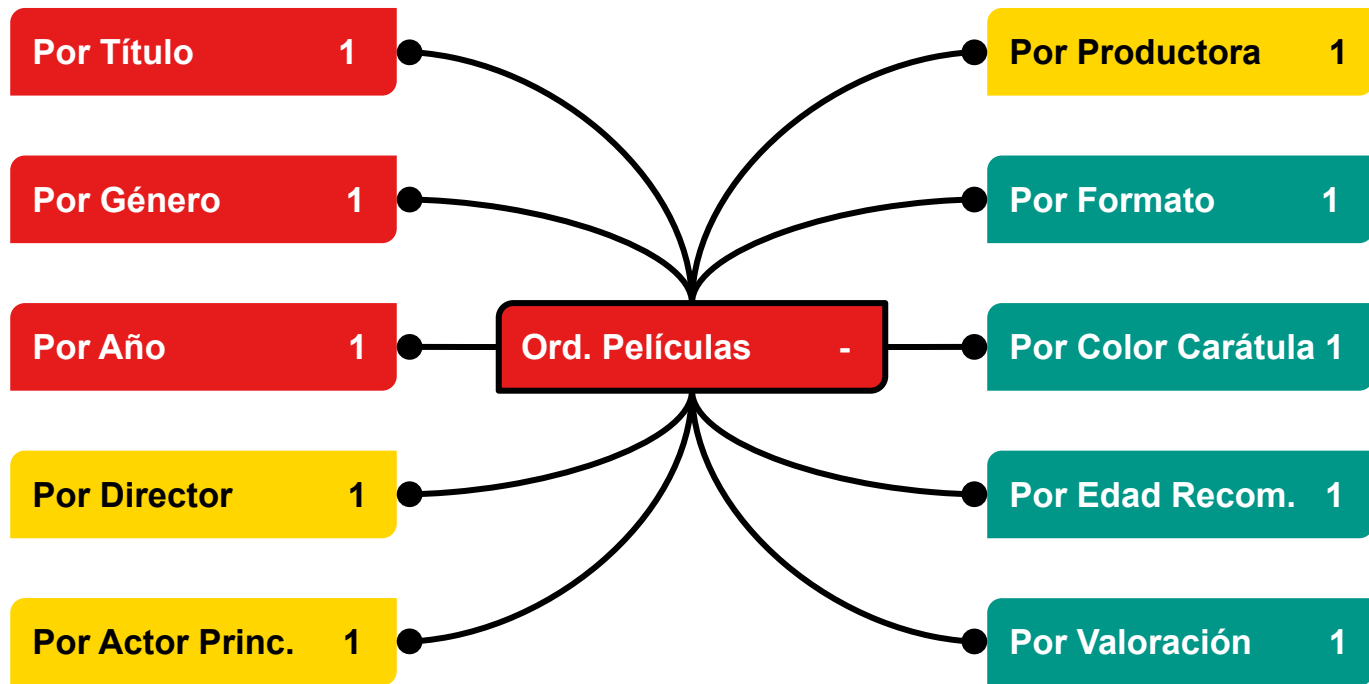 Por Título 1
Por Género 1
Por Año 1
Por Director 1
Por Actor Princ. 1
Ord. Películas -
Por Productora 1
Por Formato 1
Por Color Carátula 1
Por Edad Recom. 1
Por Valoración 1